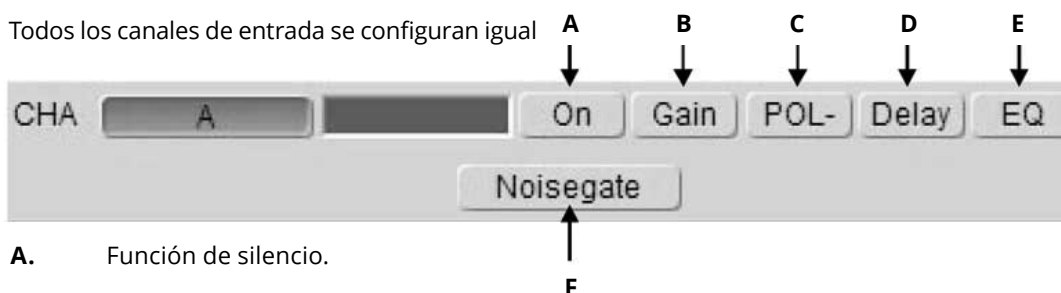 Todos los canales de entrada se configuran igual
A B C D E
CHA A On Gain POL- Delay EQ
Noisegate
A. Función de silencio.
F